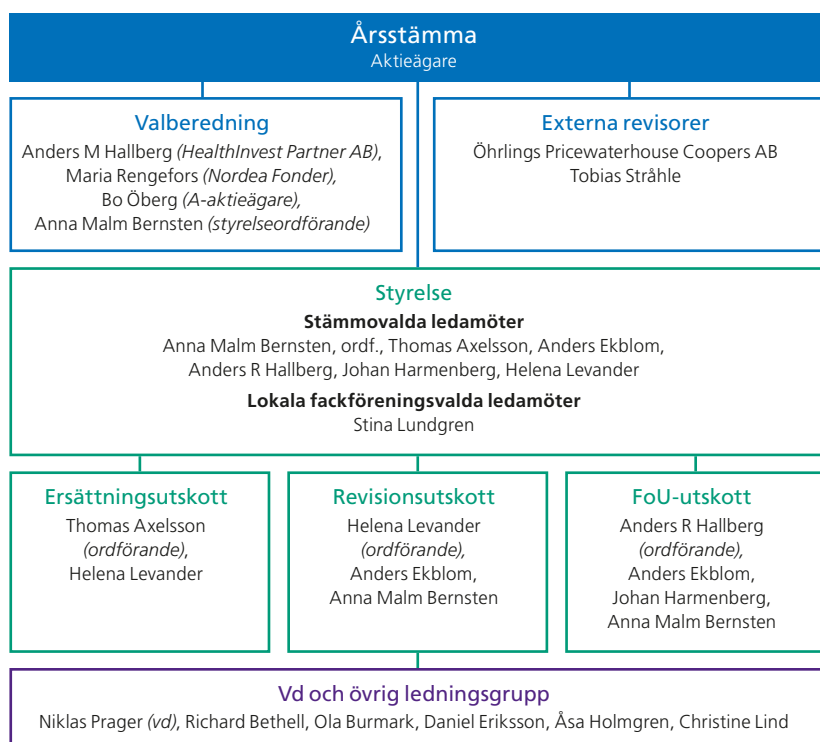 Årsstämma
Aktieägare
Valberedning
Anders M Hallberg (HealthInvest Partner AB),
Maria Rengefors (Nordea Fonder),
Bo Öberg (A-aktieägare),
Anna Malm Bernsten (styrelseordförande)
Externa revisorer
Öhrlings Pricewaterhouse Coopers AB
Tobias Stråhle
Styrelse
Stämmovalda ledamöter
Anna Malm Bernsten, ordf., Thomas Axelsson, Anders Ekblom,
Anders R Hallberg, Johan Harmenberg, Helena Levander
Lokala fackföreningsvalda ledamöter
Stina Lundgren
Ersättningsutskott
Thomas Axelsson
(ordförande),
Helena Levander
Revisionsutskott
Helena Levander
(ordförande),
Anders Ekblom,
Anna Malm Bernsten
FoU-utskott
Anders R Hallberg
(ordförande),
Anders Ekblom,
Johan Harmenberg,
Anna Malm Bernsten
Vd och övrig ledningsgrupp
Niklas Prager (vd), Richard Bethell, Ola Burmark, Daniel Eriksson, Åsa Holmgren, Christine Lind